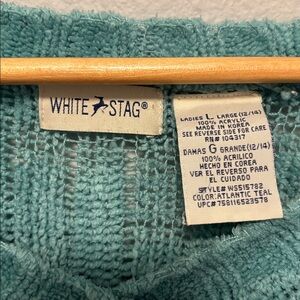 WHITE STAG®
LADIES L LARGE(12/14)
100% ACRYLIC
MADE IN KOREA
SEE REVERSE SIDE FOR CARE
RN# 104317
DAMAS G GRANDE(12/14)
100% ACRILICO
HECHO EN COREA
VER EL REVERSO PARA
EL CUIDADO
STYLE# WS515782
COLOR:ATLANTIC TEAL
UPC#758116523578